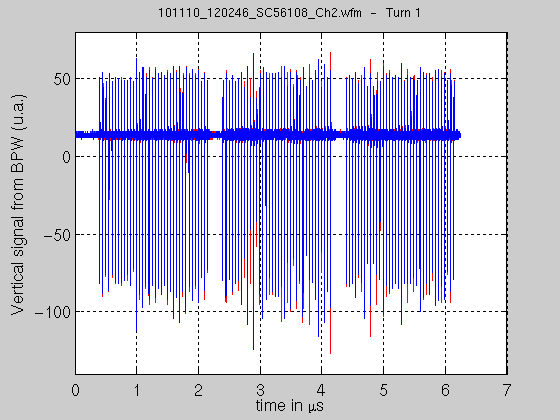 101110_120246_SC56108_Ch2.wfm  -  Turn 1
Vertical signal from BPW (u.a.)
50
0
−50
−100
0 1 2 3 4 5 6 7
time in μs